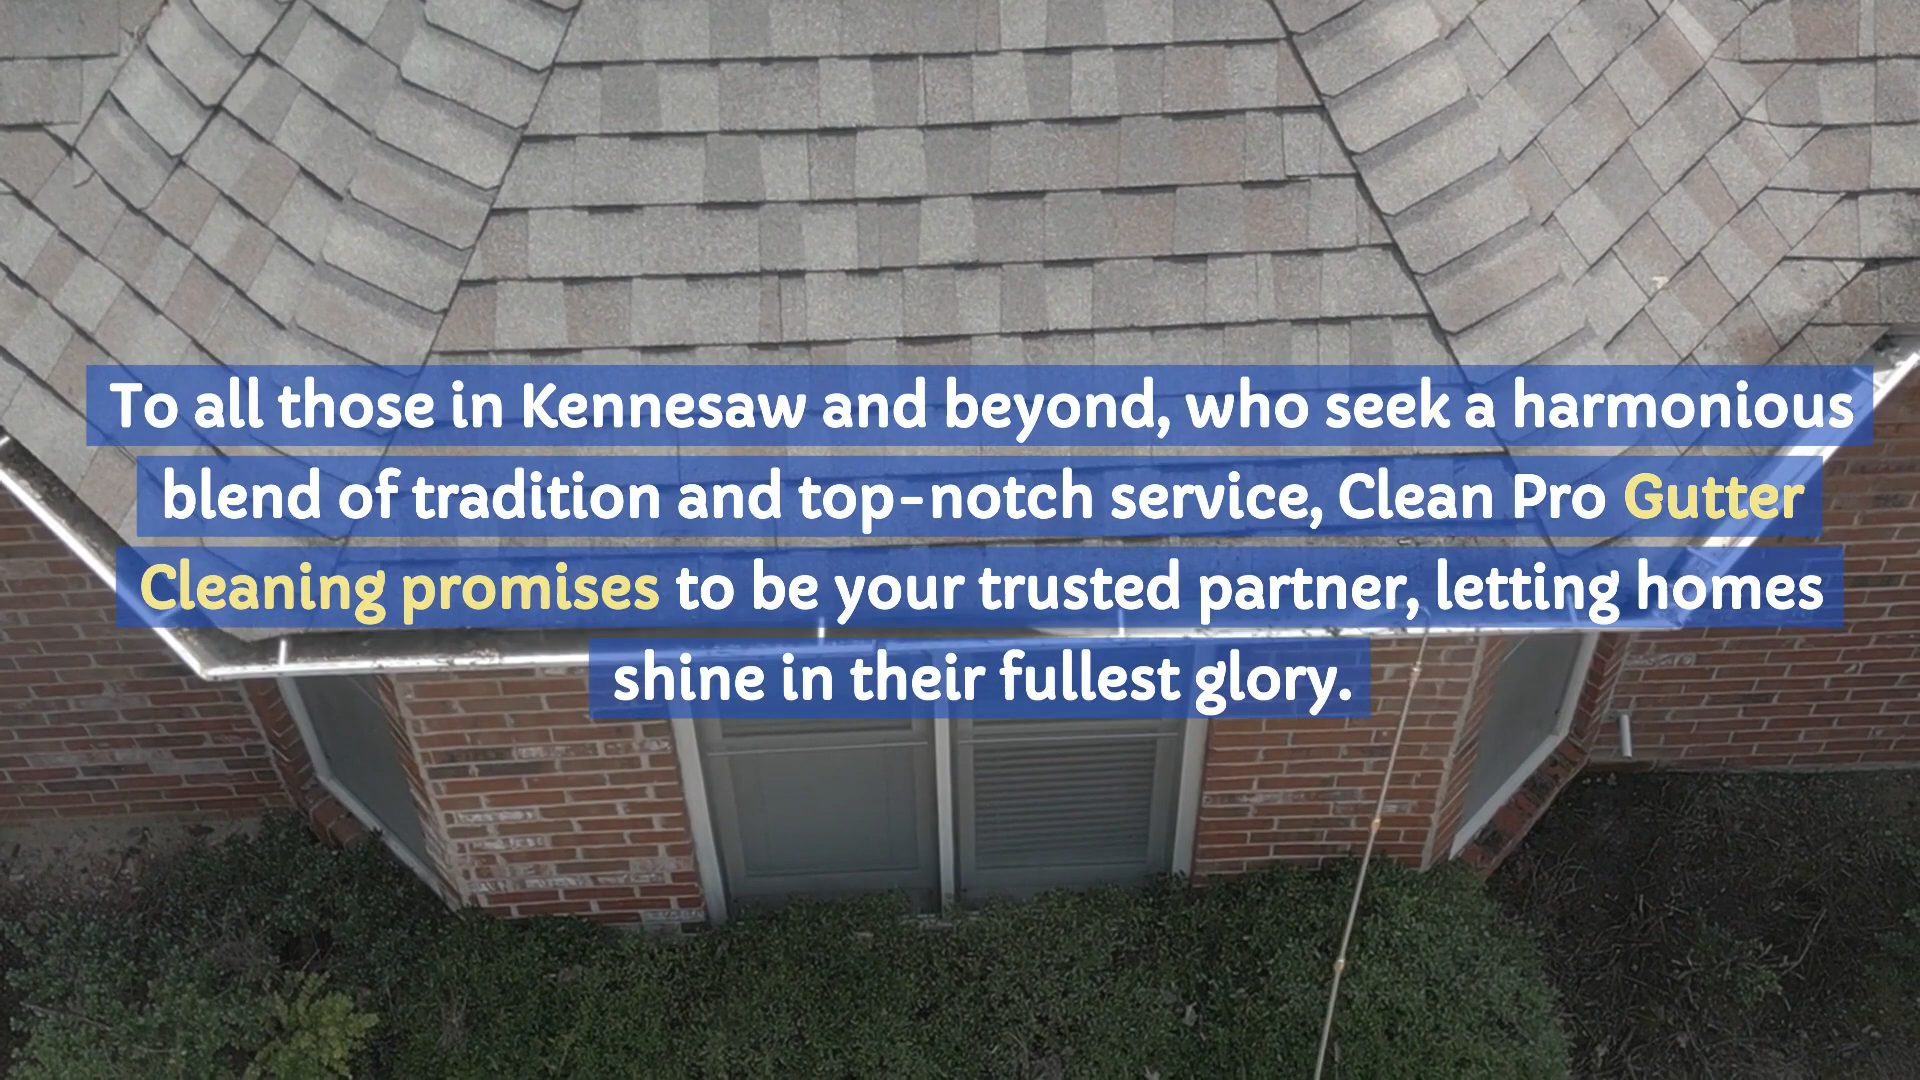 To all those in Kennesaw and beyond, who seek a harmonious
blend of tradition and top-notch service, Clean Pro Gutter
Cleaning promises to be your trusted partner, letting homes
shine in their fullest glory.